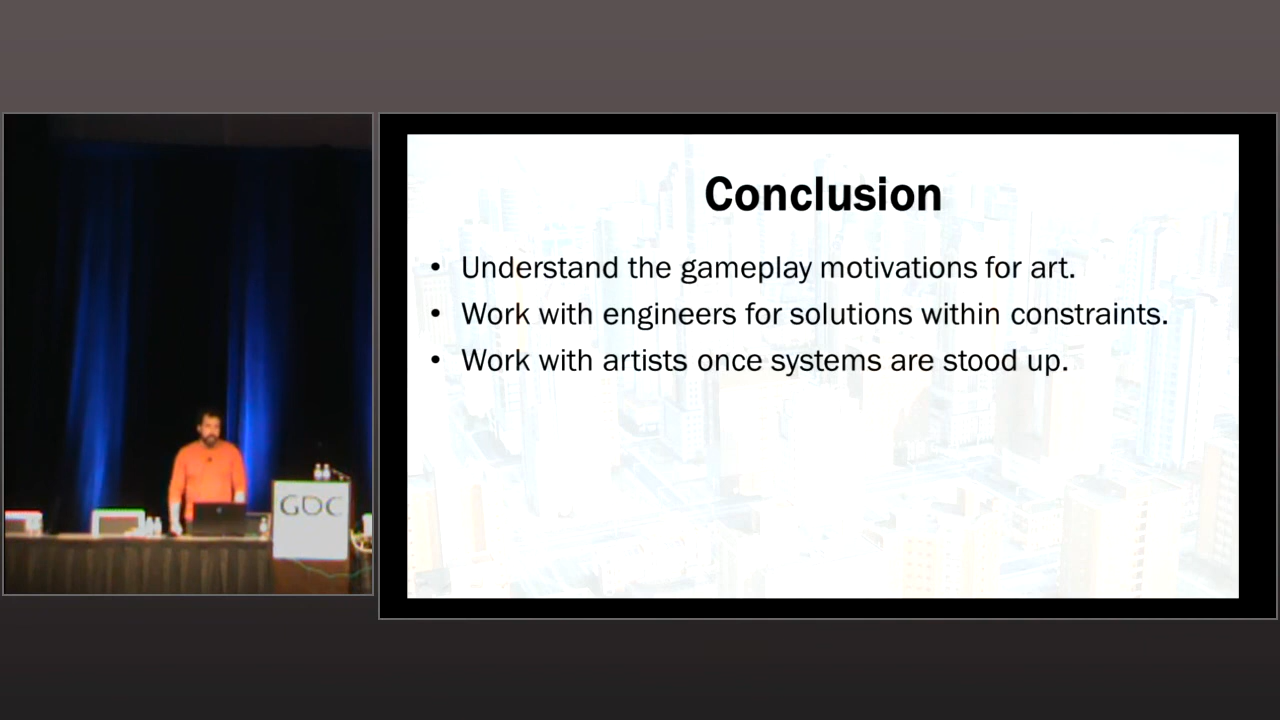 GDC
Conclusion
• Understand the gameplay motivations for art.
• Work with engineers for solutions within constraints.
• Work with artists once systems are stood up.